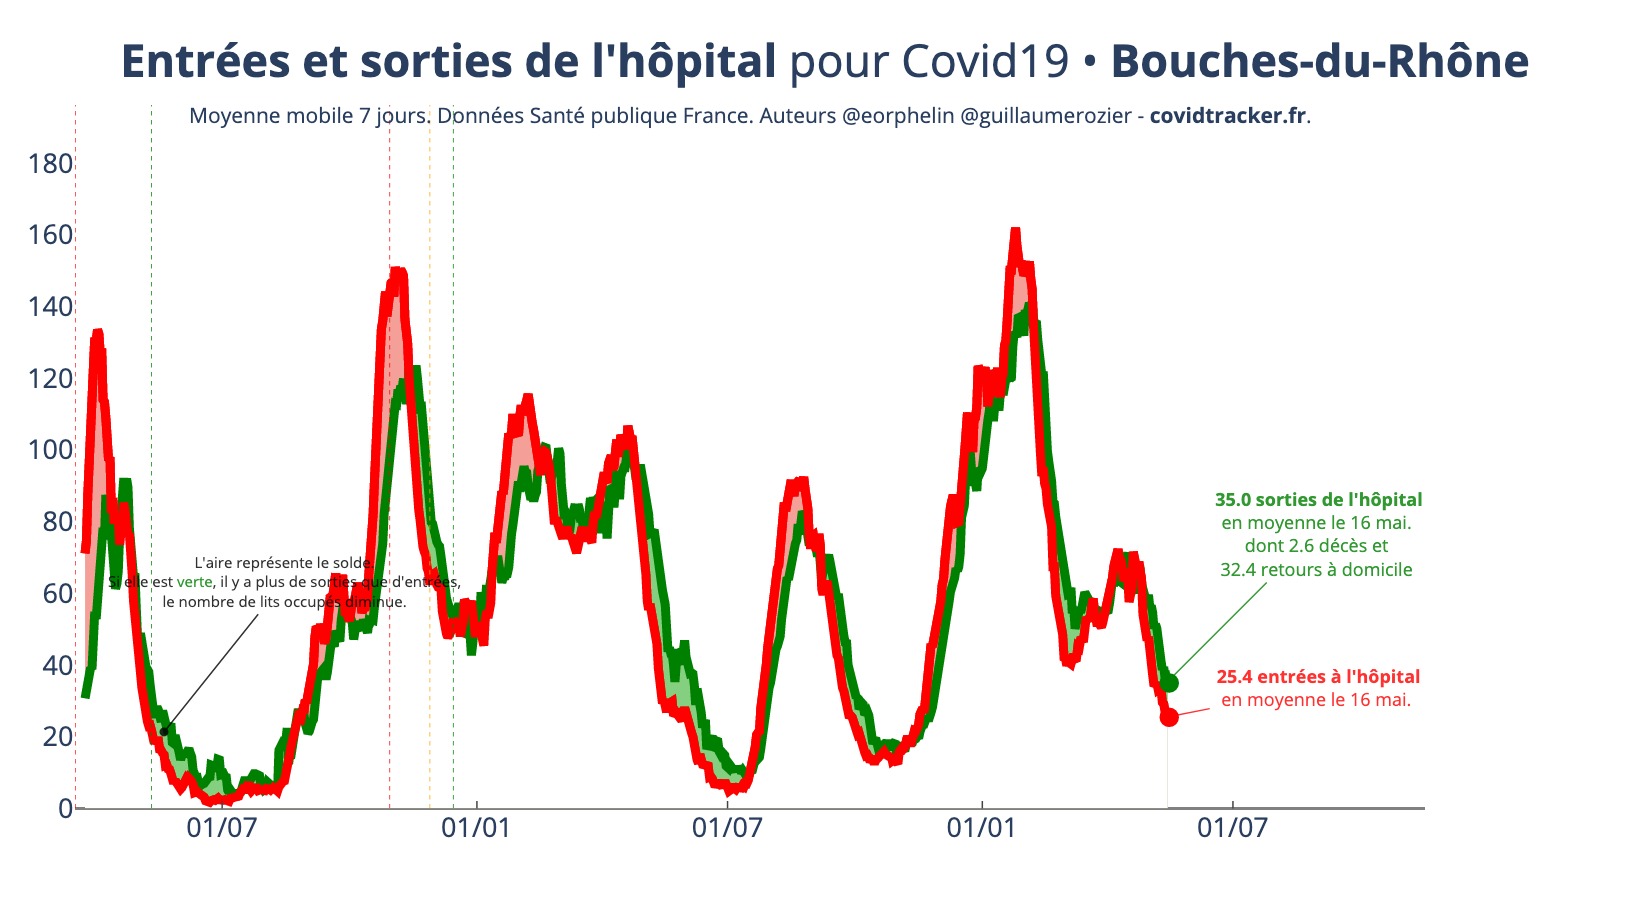 Entrées et sorties de l'hôpital pour Covid19 • Bouches-du-Rhône
Moyenne mobile 7 jours. Données Santé publique France. Auteurs @eorphelin @guillaumerozier - covidtracker.fr.
180
160
140
120
100
80
60
40
20
0
L'aire représente le solde.
Si elle est verte, il y a plus de sorties que d'entrées,
le nombre de lits occupés diminue.
35.0 sorties de l'hôpital
en moyenne le 16 mai.
dont 2.6 décès et
32.4 retours à domicile
25.4 entrées à l'hôpital
en moyenne le 16 mai.
01/07
01/01
01/07
01/01
01/07